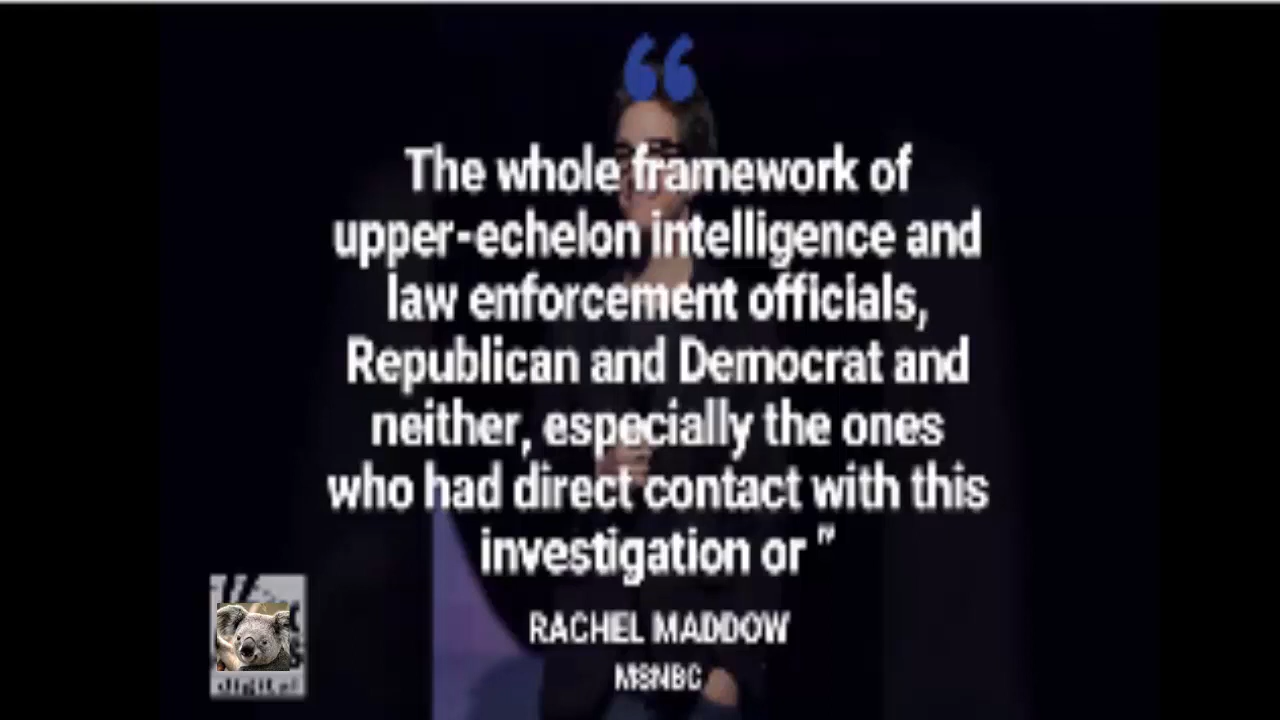 “
The whole framework of
upper-echelon intelligence and
law enforcement officials,
Republican and Democrat and
neither, especially the ones
who had direct contact with this
investigation or ”
RACHEL MADDOW
MSNBC
digital